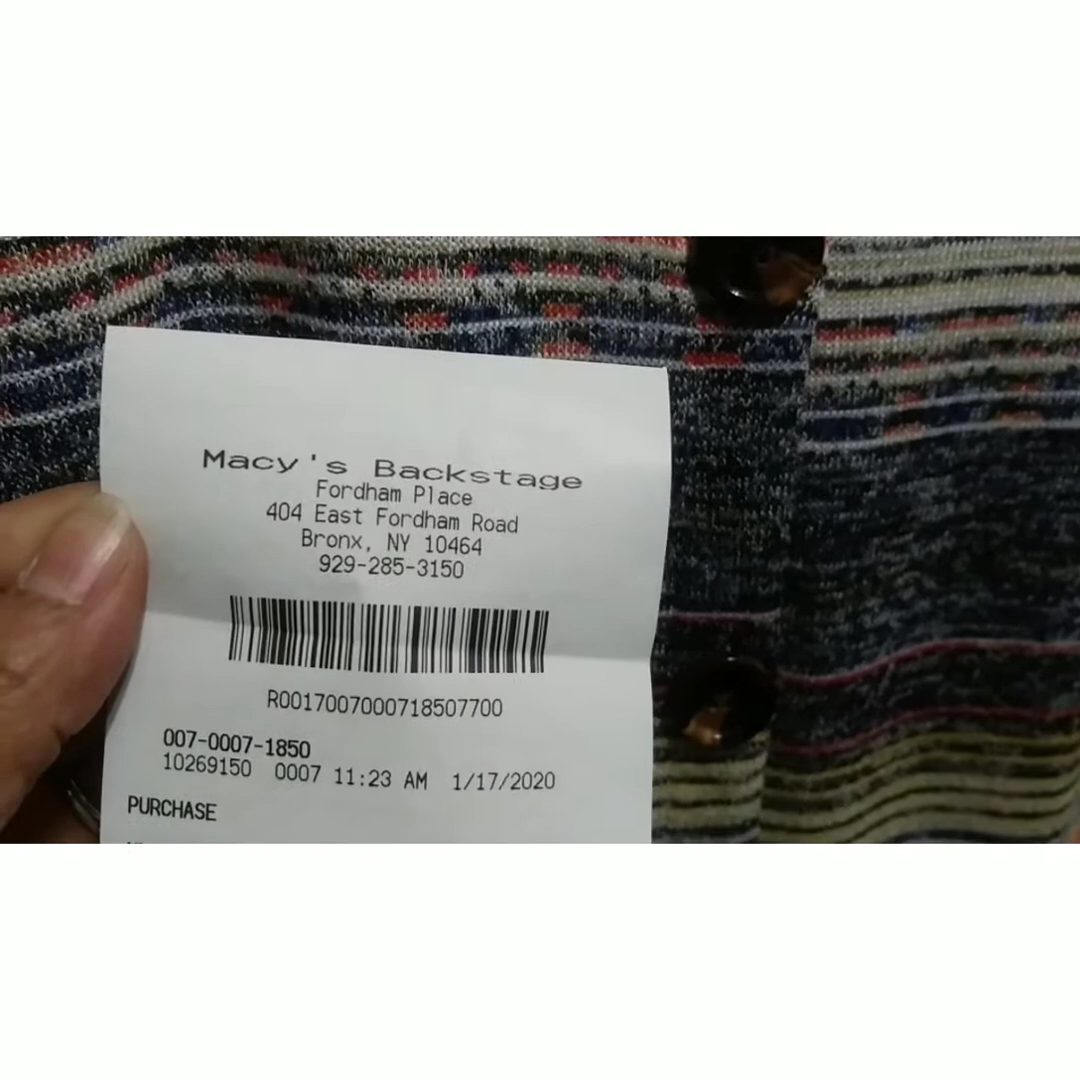 Macy's Backstage
Fordham Place
404 East Fordham Road
Bronx, NY 10464
929-285-3150
R0017007000718507700
007-0007-1850
10269150 0007 11:23 AM 1/17/2020
PURCHASE